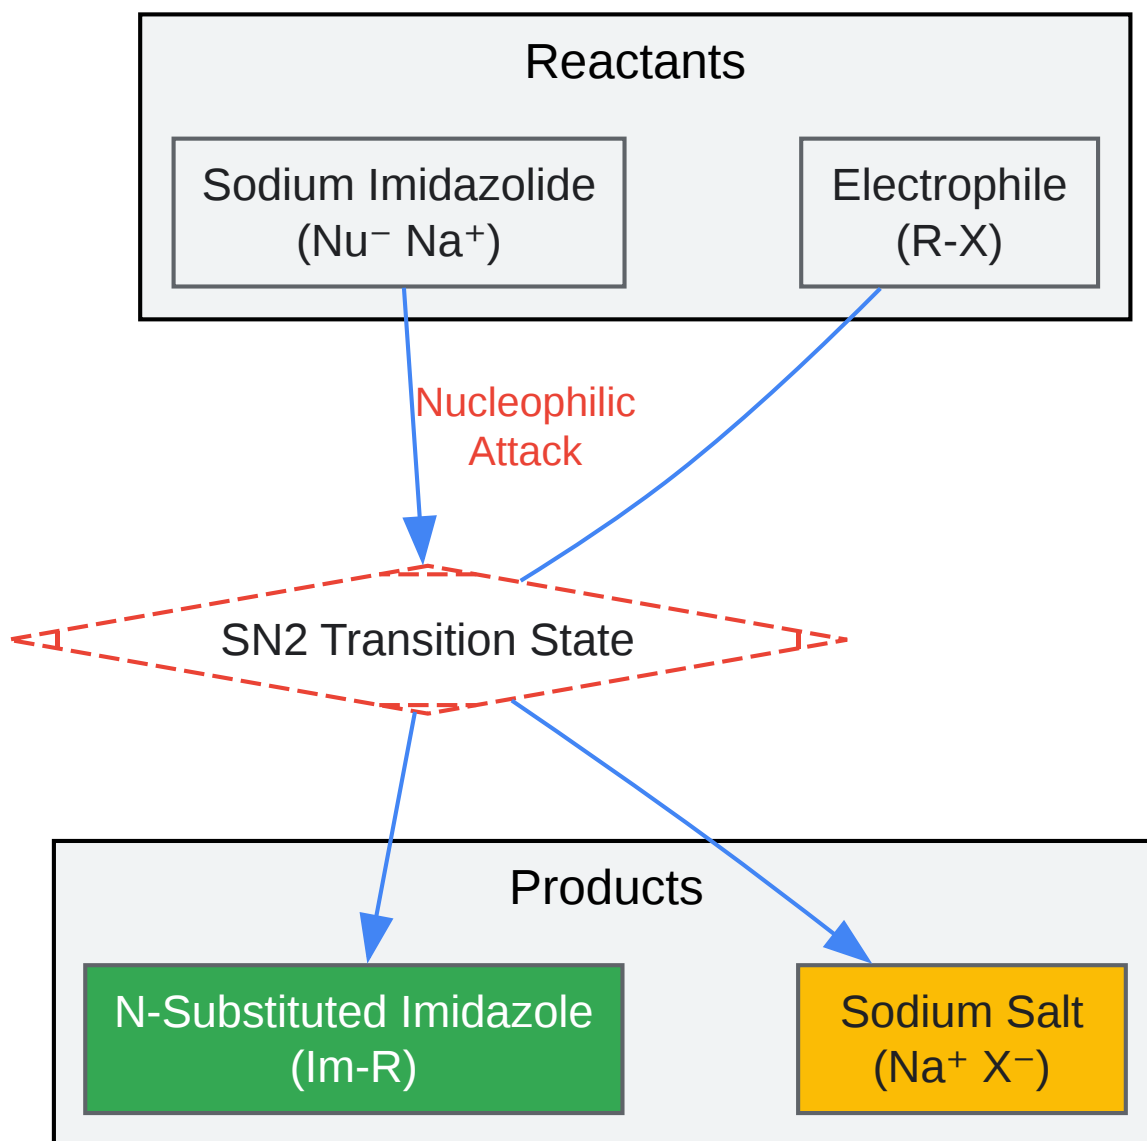 Reactants
Sodium Imidazolide
(Nu⁻ Na⁺)
Electrophile
(R-X)
Nucleophilic
Attack
SN2 Transition State
Products
N-Substituted Imidazole
(Im-R)
Sodium Salt
(Na⁺ X⁻)